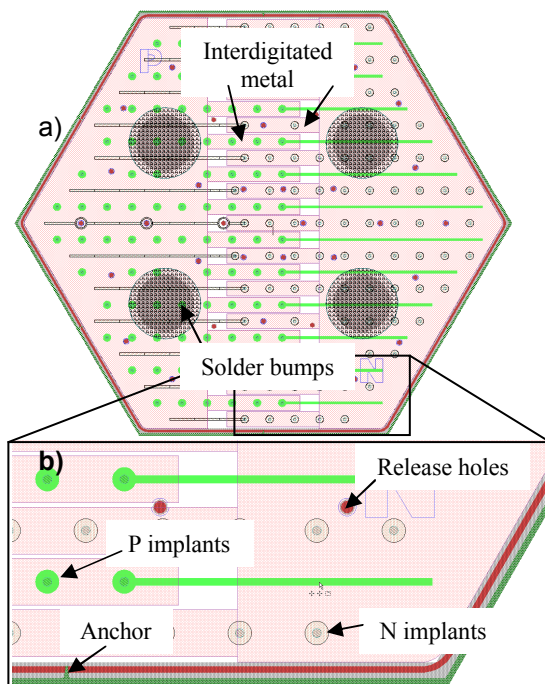 P
Interdigitated
metal
a)
Solder bumps
N
b)
Release holes
P implants
Anchor
N implants